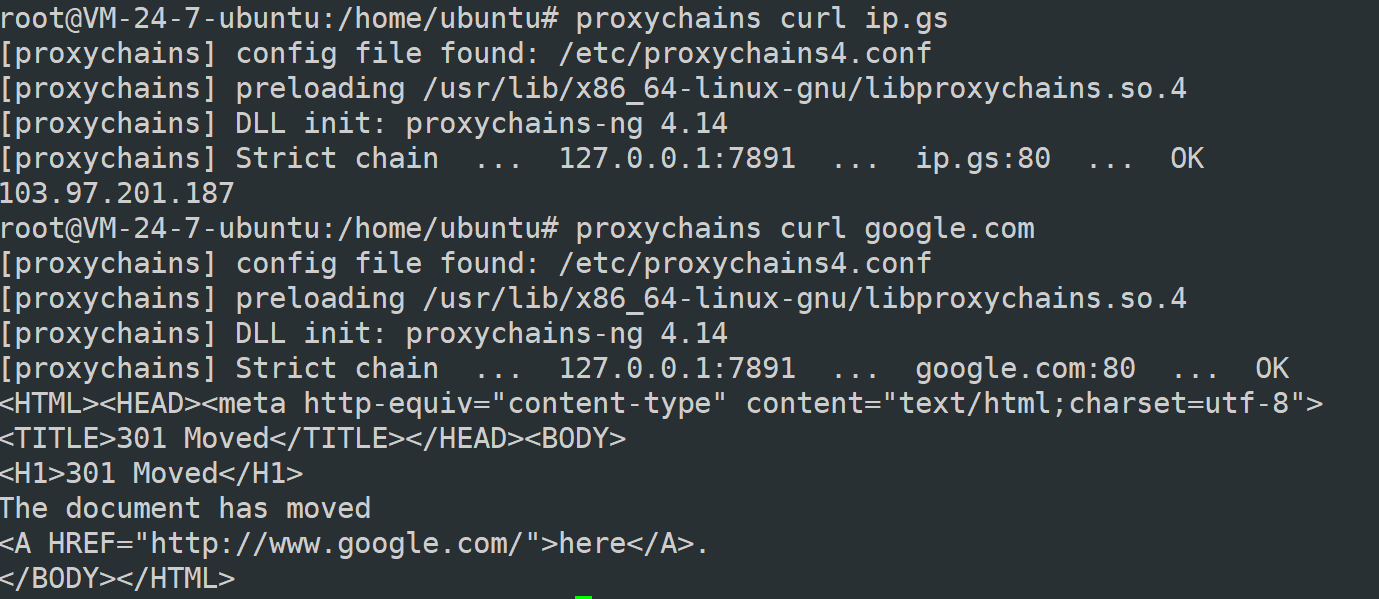 root@VM-24-7-ubuntu:/home/ubuntu# proxychains curl ip.gs
[proxychains] config file found: /etc/proxychains4.conf
[proxychains] preloading /usr/lib/x86_64-linux-gnu/libproxychains.so.4
[proxychains] DLL init: proxychains-ng 4.14
[proxychains] Strict chain  ...  127.0.0.1:7891  ...  ip.gs:80  ...  OK
103.97.201.187
root@VM-24-7-ubuntu:/home/ubuntu# proxychains curl google.com
[proxychains] config file found: /etc/proxychains4.conf
[proxychains] preloading /usr/lib/x86_64-linux-gnu/libproxychains.so.4
[proxychains] DLL init: proxychains-ng 4.14
[proxychains] Strict chain  ...  127.0.0.1:7891  ...  google.com:80  ...  OK
<HTML><HEAD><meta http-equiv="content-type" content="text/html;charset=utf-8">
<TITLE>301 Moved</TITLE></HEAD><BODY>
<H1>301 Moved</H1>
The document has moved
<A HREF="http://www.google.com/">here</A>.
</BODY></HTML>